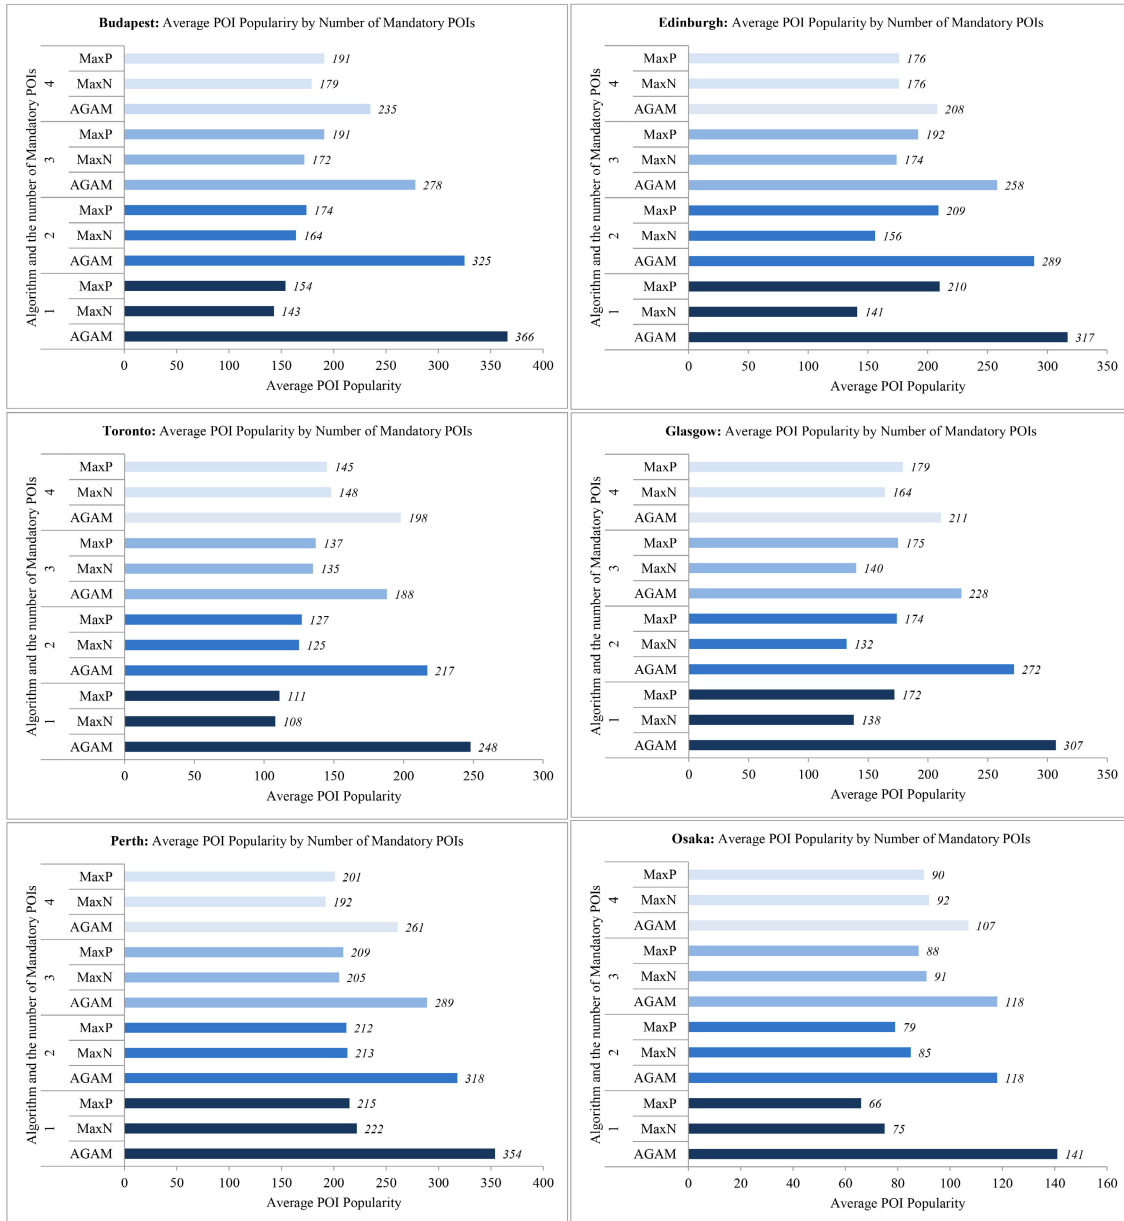 Budapest: Average POI Popularity by Number of Mandatory POIs
Algorithm and the number of Mandatory POIs
4
MaxP 191
MaxN 179
AGAM 235
3
MaxP 191
MaxN 172
AGAM 278
2
MaxP 174
MaxN 164
AGAM 325
1
MaxP 154
MaxN 143
AGAM 366
0 50 100 150 200 250 300 350 400
Average POI Popularity
Edinburgh: Average POI Popularity by Number of Mandatory POIs
Algorithm and the number of Mandatory POIs
4
MaxP 176
MaxN 176
AGAM 208
3
MaxP 192
MaxN 174
AGAM 258
2
MaxP 209
MaxN 156
AGAM 289
1
MaxP 210
MaxN 141
AGAM 317
0 50 100 150 200 250 300 350
Average POI Popularity
Toronto: Average POI Popularity by Number of Mandatory POIs
Algorithm and the number of Mandatory POIs
4
MaxP 145
MaxN 148
AGAM 198
3
MaxP 137
MaxN 135
AGAM 188
2
MaxP 127
MaxN 125
AGAM 217
1
MaxP 111
MaxN 108
AGAM 248
0 50 100 150 200 250 300
Average POI Popularity
Glasgow: Average POI Popularity by Number of Mandatory POIs
Algorithm and the number of Mandatory POIs
4
MaxP 179
MaxN 164
AGAM 211
3
MaxP 175
MaxN 140
AGAM 228
2
MaxP 174
MaxN 132
AGAM 272
1
MaxP 172
MaxN 138
AGAM 307
0 50 100 150 200 250 300 350
Average POI Popularity
Perth: Average POI Popularity by Number of Mandatory POIs
Algorithm and the number of Mandatory POIs
4
MaxP 201
MaxN 192
AGAM 261
3
MaxP 209
MaxN 205
AGAM 289
2
MaxP 212
MaxN 213
AGAM 318
1
MaxP 215
MaxN 222
AGAM 354
0 50 100 150 200 250 300 350 400
Average POI Popularity
Osaka: Average POI Popularity by Number of Mandatory POIs
Algorithm and the number of Mandatory POIs
4
MaxP 90
MaxN 92
AGAM 107
3
MaxP 88
MaxN 91
AGAM 118
2
MaxP 79
MaxN 85
AGAM 118
1
MaxP 66
MaxN 75
AGAM 141
0 20 40 60 80 100 120 140 160
Average POI Popularity